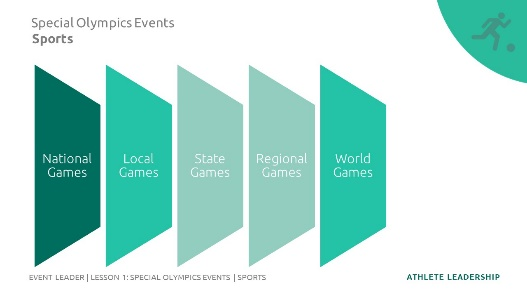 Special Olympics Events
Sports
National
Games
Local
Games
State
Games
Regional
Games
World
Games
EVENT LEADER | LESSON 1: SPECIAL OLYMPICS EVENTS | SPORTS
ATHLETE LEADERSHIP